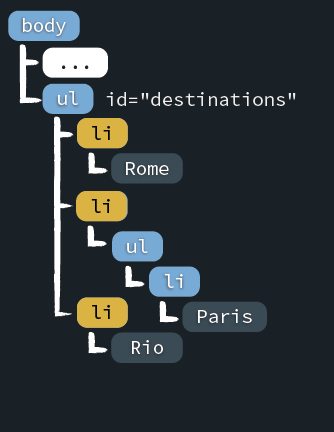 body
...
ul id="destinations"
li
Rome
li
ul
li
Paris
li
Rio